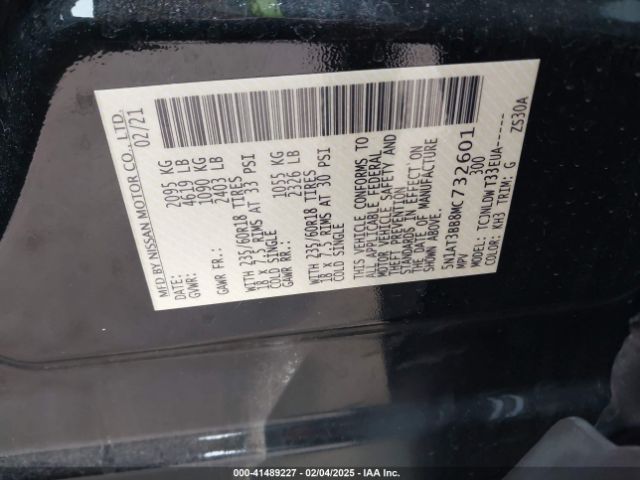 MFD BY NISSAN MOTOR CO., LTD.
DATE: 02/21
GVWR: 2095 KG
4619 LB
GAWR FR.: 1090 KG
2403 LB
WITH 235/60R18 TIRES
18 x 7.5 RIMS AT 33 PSI
COLD SINGLE
GAWR RR.: 1055 KG
2326 LB
WITH 235/60R18 TIRES
18 x 7.5 RIMS AT 30 PSI
COLD SINGLE
THIS VEHICLE CONFORMS TO
ALL APPLICABLE FEDERAL
MOTOR VEHICLE SAFETY AND
THEFT PREVENTION
STANDARDS IN EFFECT ON
THE DATE OF MANUFACTURE
SHOWN ABOVE.
5N1AT3BB8MC732601
MPV 300
MODEL: TCJNLDWT33EUA-----
COLOR: KH3 TRIM: G ZS30A
000-41489227 - 02/04/2025 - IAA Inc.